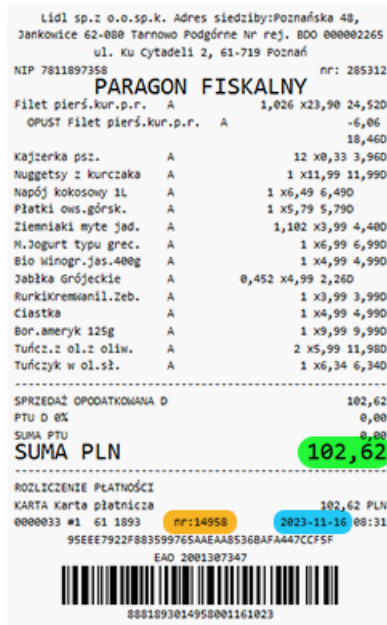 Lidl sp.z o.o.sp.k. Adres siedziby:Poznańska 48,
Jankowice 62-080 Tarnowo Podgórne Nr rej. BDO 000002265
ul. Ku Cytadeli 2, 61-719 Poznań
NIP 7811897358 nr: 285312
PARAGON FISKALNY
Filet pierś.kur.p.r. A 1,026 x23,90 24,52D
OPUST Filet pierś.kur.p.r. A -6,06
18,46D
Kajzerka psz. A 12 x0,33 3,96D
Nuggetsy z kurczaka A 1 x11,99 11,99D
Napój kokosowy 1L A 1 x6,49 6,49D
Płatki ows.górsk. A 1 x5,79 5,79D
Ziemniaki myte jad. A 1,102 x3,99 4,40D
M.Jogurt typu grec. A 1 x6,99 6,99D
Bio Winogr.jas.400g A 1 x4,99 4,99D
Jabłka Grójeckie A 0,452 x4,99 2,26D
RurkiKremWanil.Zeb. A 1 x3,99 3,99D
Ciastka A 1 x4,99 4,99D
Bor.ameryk 125g A 1 x9,99 9,99D
Tuńcz.z ol.z oliw. A 2 x5,99 11,98D
Tuńczyk w ol.sł. A 1 x6,34 6,34D
SPRZEDAŻ OPODATKOWANA D 102,62
PTU D 0% 0,00
SUMA PTU 0,00
SUMA PLN 102,62
ROZLICZENIE PŁATNOŚCI
KARTA Karta płatnicza 102,62 PLN
0000033 #1 61 1893 nr:14958 2023-11-16 08:31
95EEE7922F883599765AAEAA8536BAFA447CCF5F
EAO 2001307347
8881893014958001161023